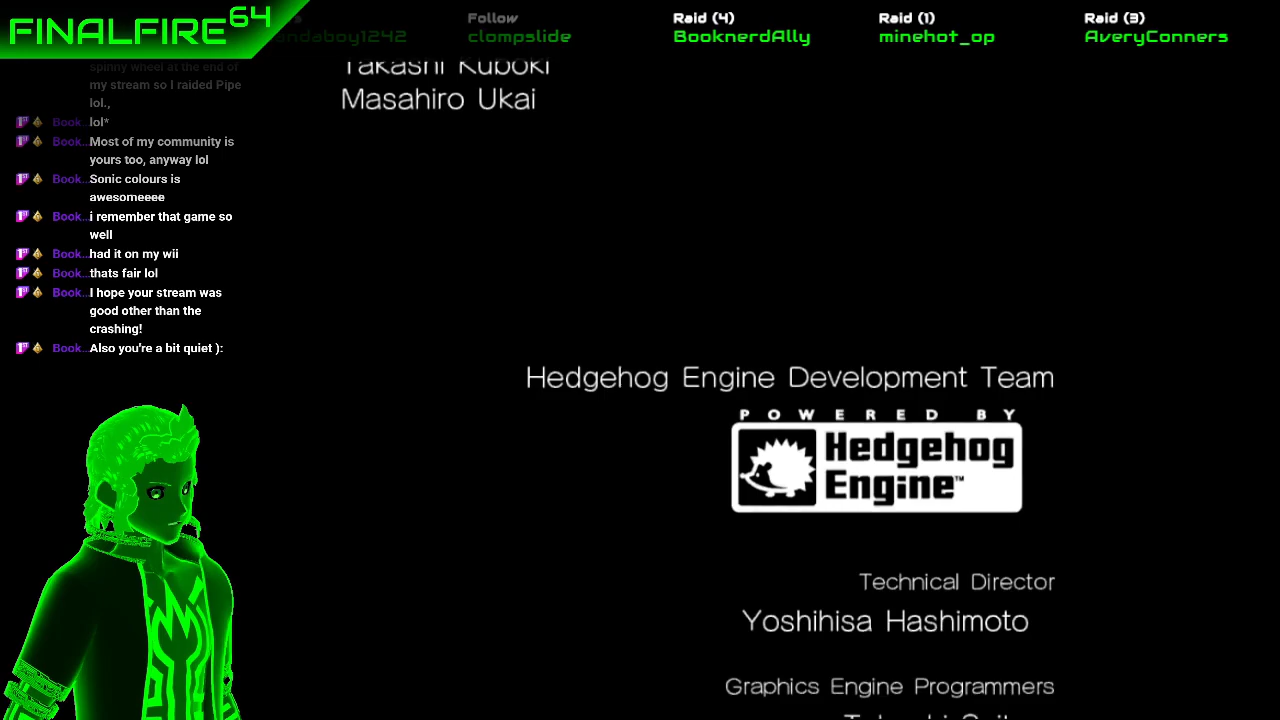 FINALFIRE64
ndaboy1242
Follow
clompslide
Raid (4)
BooknerdAlly
Raid (1)
minehot_op
Raid (3)
AveryConners
spinny wheel at the end of
my stream so I raided Pipe
lol.,
Book... lol*
Book... Most of my community is
yours too, anyway lol
Book... Sonic colours is
awesomeeee
Book... i remember that game so
well
Book... had it on my wii
Book... thats fair lol
Book... I hope your stream was
good other than the
crashing!
Book... Also you're a bit quiet ):
Takashi Kuboki
Masahiro Ukai
Hedgehog Engine Development Team
POWERED BY
Hedgehog
Engine™
Technical Director
Yoshihisa Hashimoto
Graphics Engine Programmers